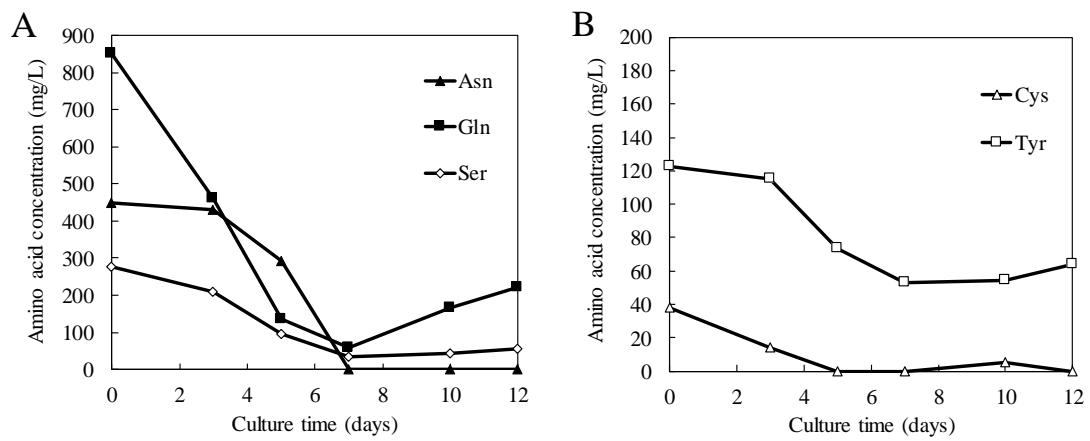 A
Amino acid concentration (mg/L)
900
800
700
600
500
400
300
200
100
0
Asn
Gln
Ser
0 2 4 6 8 10 12
Culture time (days)
B
Amino acid concentration (mg/L)
200
180
160
140
120
100
80
60
40
20
0
Cys
Tyr
0 2 4 6 8 10 12
Culture time (days)